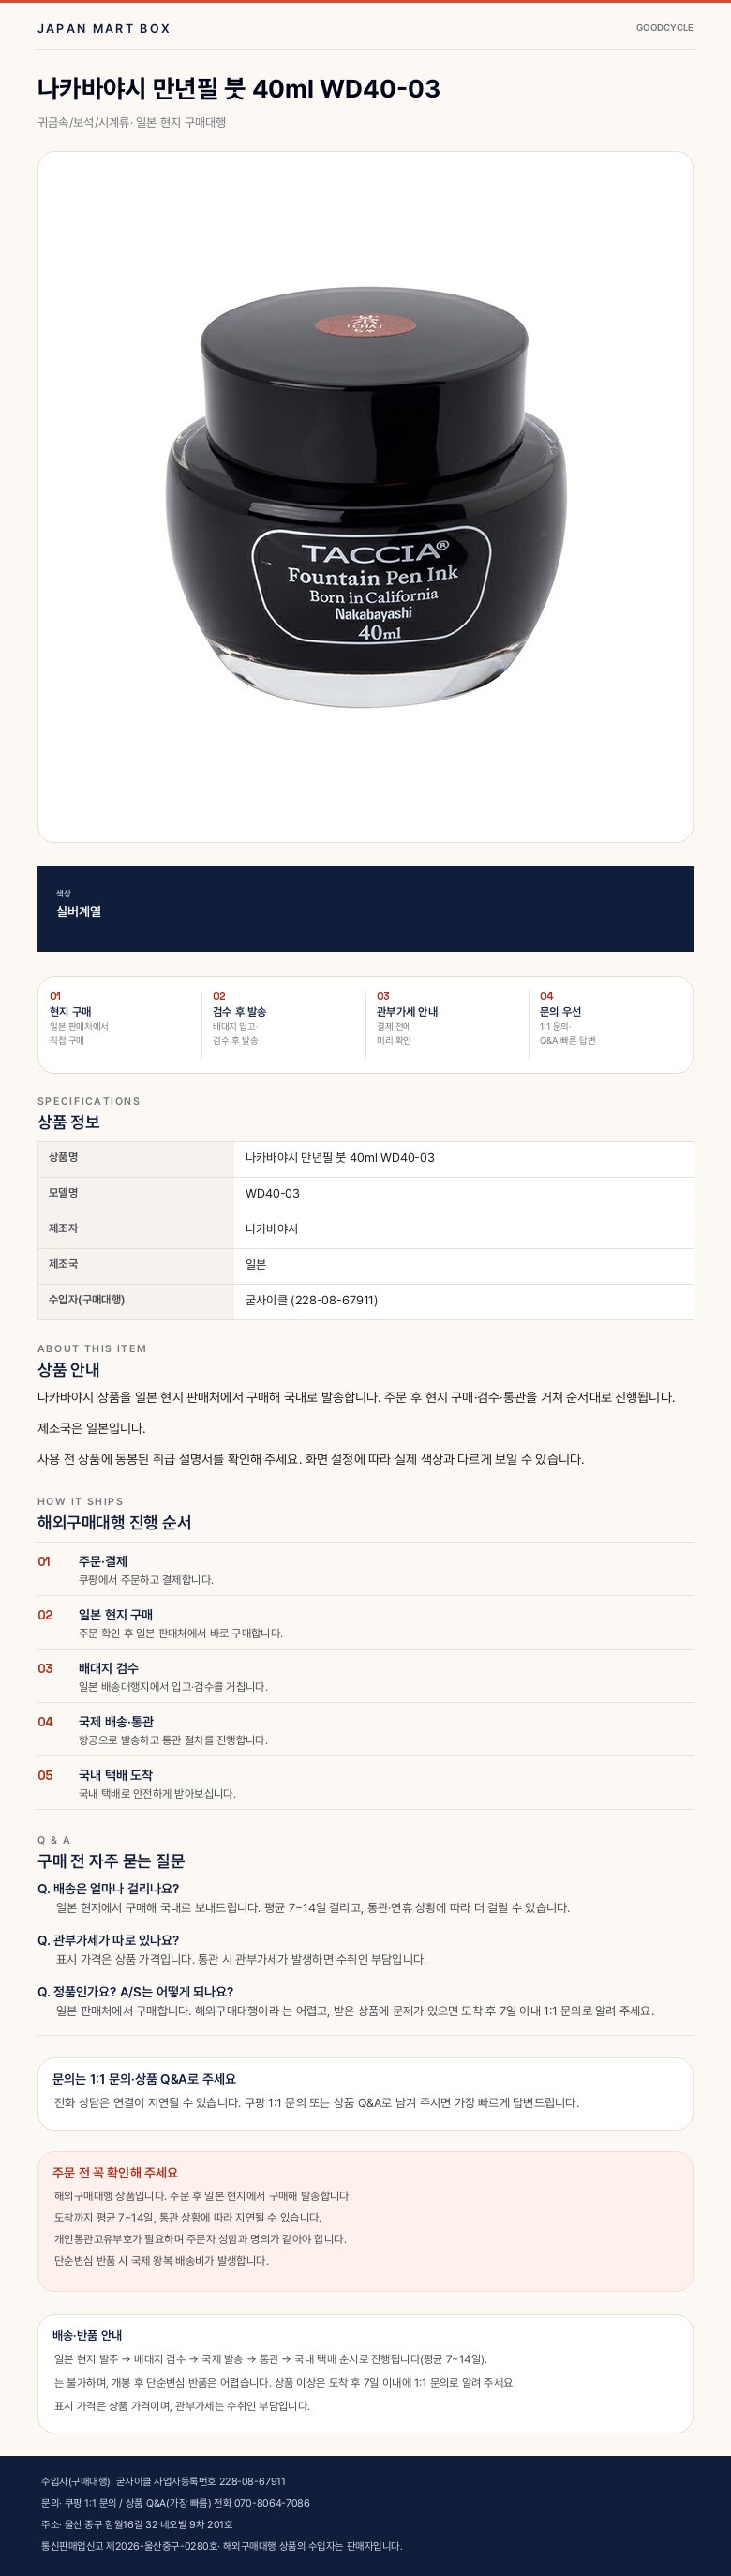 JAPAN MART BOX
GOODCYCLE
나카바야시 만년필 붓 40ml WD40-03
귀금속/보석/시계류· 일본 현지 구매대행
茶
CHA
ちゃ
TACCIA®
Fountain Pen Ink
Born in California
Nakabayashi
40ml
색상
실버계열
01
현지 구매
일본 판매처에서
직접 구매
02
검수 후 발송
배대지 입고·
검수 후 발송
03
관부가세 안내
결제 전에
미리 확인
04
문의 우선
1:1 문의·
Q&A 빠른 답변
SPECIFICATIONS
상품 정보
상품명 나카바야시 만년필 붓 40ml WD40-03
모델명 WD40-03
제조자 나카바야시
제조국 일본
수입자(구매대행) 굳사이클 (228-08-67911)
ABOUT THIS ITEM
상품 안내
나카바야시 상품을 일본 현지 판매처에서 구매해 국내로 발송합니다. 주문 후 현지 구매·검수·통관을 거쳐 순서대로 진행됩니다.
제조국은 일본입니다.
사용 전 상품에 동봉된 취급 설명서를 확인해 주세요. 화면 설정에 따라 실제 색상과 다르게 보일 수 있습니다.
HOW IT SHIPS
해외구매대행 진행 순서
01 주문·결제
쿠팡에서 주문하고 결제합니다.
02 일본 현지 구매
주문 확인 후 일본 판매처에서 바로 구매합니다.
03 배대지 검수
일본 배송대행지에서 입고·검수를 거칩니다.
04 국제 배송·통관
항공으로 발송하고 통관 절차를 진행합니다.
05 국내 택배 도착
국내 택배로 안전하게 받아보십니다.
Q & A
구매 전 자주 묻는 질문
Q. 배송은 얼마나 걸리나요?
일본 현지에서 구매해 국내로 보내드립니다. 평균 7~14일 걸리고, 통관·연휴 상황에 따라 더 걸릴 수 있습니다.
Q. 관부가세가 따로 있나요?
표시 가격은 상품 가격입니다. 통관 시 관부가세가 발생하면 수취인 부담입니다.
Q. 정품인가요? A/S는 어떻게 되나요?
일본 판매처에서 구매합니다. 해외구매대행이라 는 어렵고, 받은 상품에 문제가 있으면 도착 후 7일 이내 1:1 문의로 알려 주세요.
문의는 1:1 문의·상품 Q&A로 주세요
전화 상담은 연결이 지연될 수 있습니다. 쿠팡 1:1 문의 또는 상품 Q&A로 남겨 주시면 가장 빠르게 답변드립니다.
주문 전 꼭 확인해 주세요
해외구매대행 상품입니다. 주문 후 일본 현지에서 구매해 발송합니다.
도착까지 평균 7~14일, 통관 상황에 따라 지연될 수 있습니다.
개인통관고유부호가 필요하며 주문자 성함과 명의가 같아야 합니다.
단순변심 반품 시 국제 왕복 배송비가 발생합니다.
배송·반품 안내
일본 현지 발주 → 배대지 검수 → 국제 발송 → 통관 → 국내 택배 순서로 진행됩니다(평균 7~14일).
는 불가하며, 개봉 후 단순변심 반품은 어렵습니다. 상품 이상은 도착 후 7일 이내에 1:1 문의로 알려 주세요.
표시 가격은 상품 가격이며, 관부가세는 수취인 부담입니다.
수입자(구매대행)· 굳사이클 사업자등록번호 228-08-67911
문의· 쿠팡 1:1 문의 / 상품 Q&A(가장 빠름) 전화 070-8064-7086
주소· 울산 중구 함월16길 32 네오빌 9차 201호
통신판매업신고 제2026-울산중구-0280호· 해외구매대행 상품의 수입자는 판매자입니다.